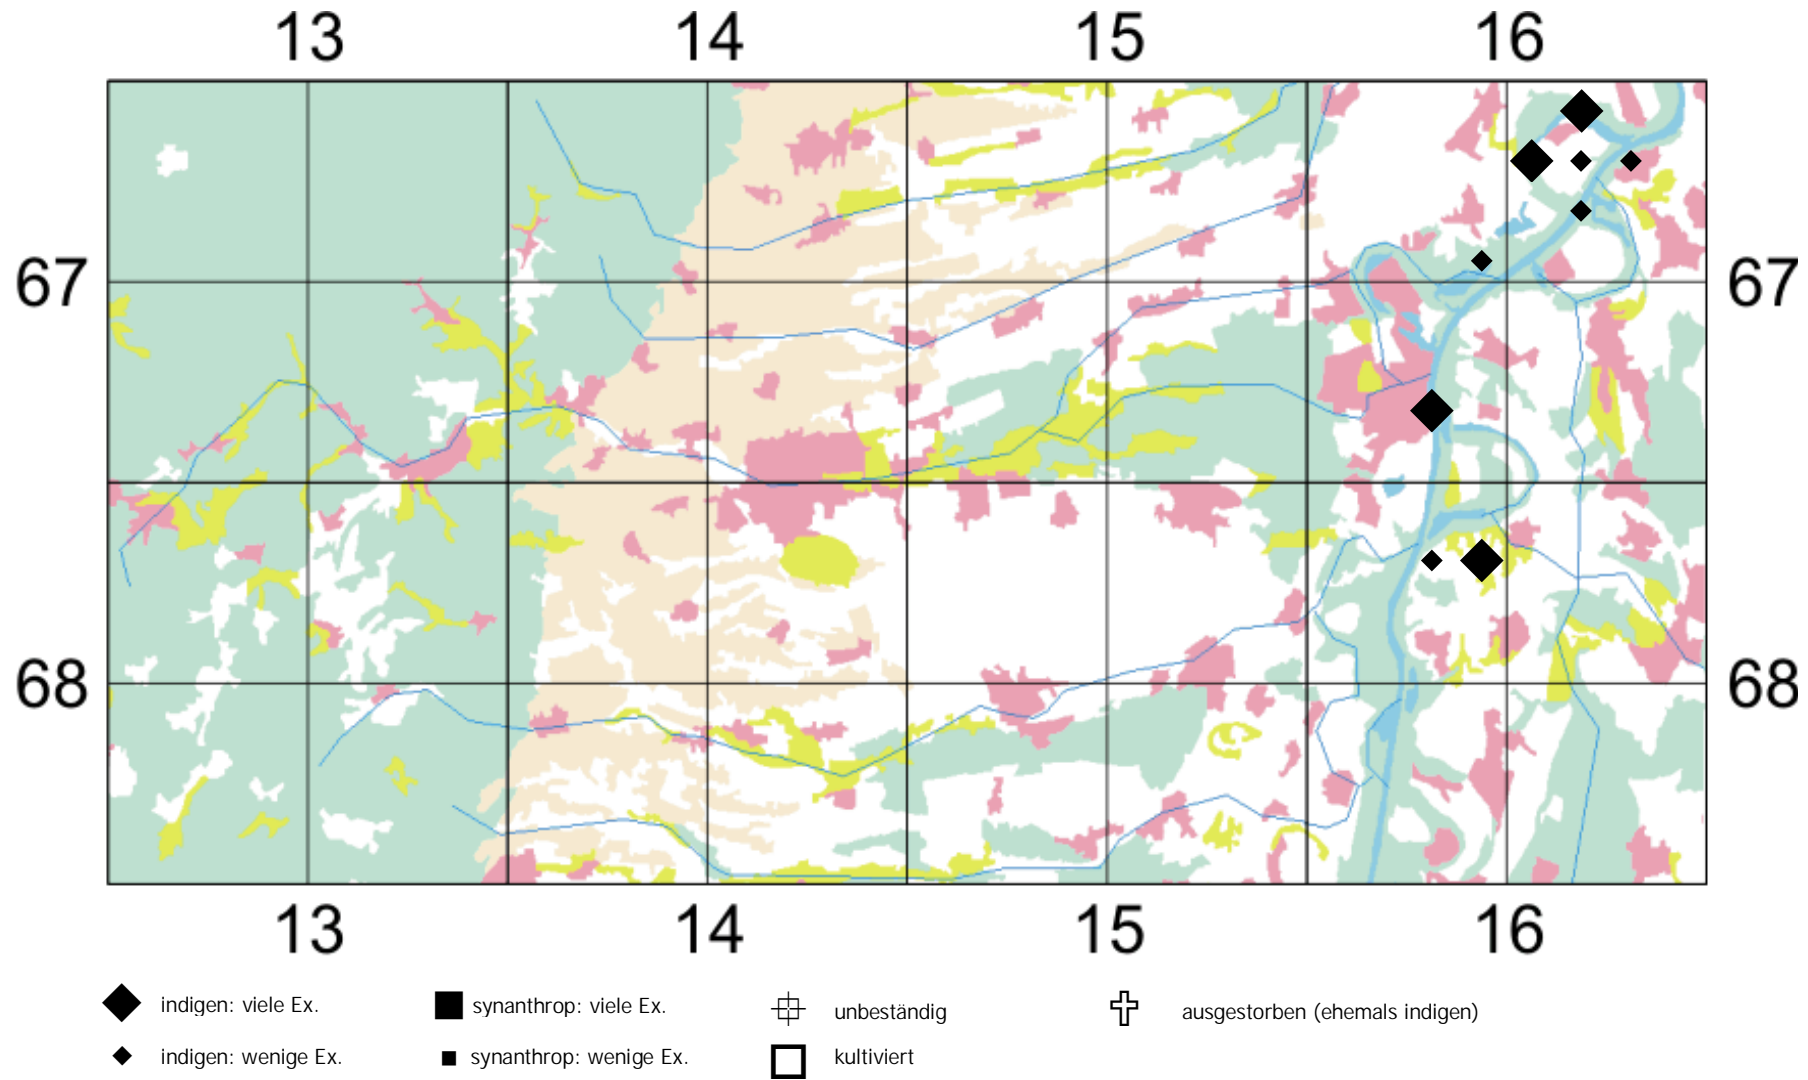 13 14 15 16
67 67
68 68
13 14 15 16
indigen: viele Ex. synanthrop: viele Ex. unbeständig ausgestorben (ehemals indigen)
indigen: wenige Ex. synanthrop: wenige Ex. kultiviert